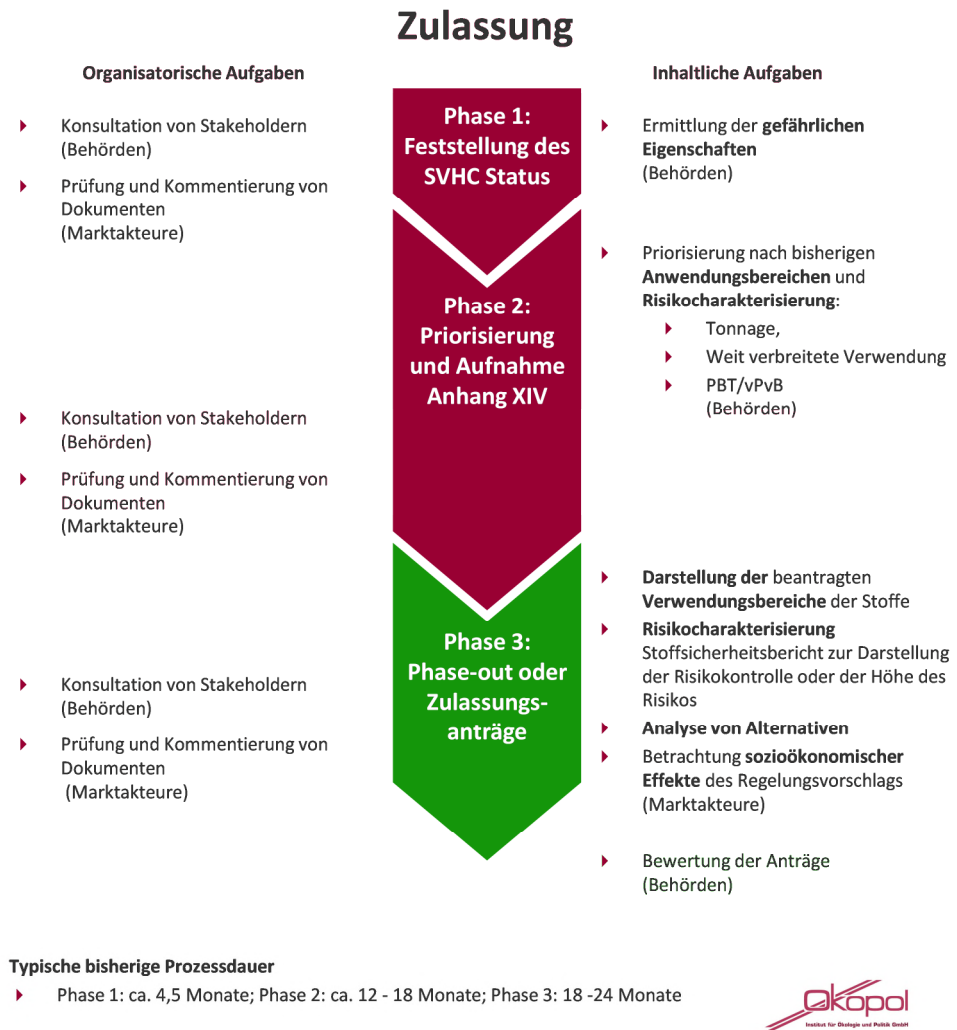 Zulassung
Organisatorische Aufgaben
Konsultation von Stakeholdern
(Behörden)
Prüfung und Kommentierung von
Dokumenten
(Marktakteure)
Konsultation von Stakeholdern
(Behörden)
Prüfung und Kommentierung von
Dokumenten
(Marktakteure)
Konsultation von Stakeholdern
(Behörden)
Prüfung und Kommentierung von
Dokumenten
(Marktakteure)
Phase 1:
Feststellung des
SVHC Status
Phase 2:
Priorisierung
und Aufnahme
Anhang XIV
Phase 3:
Phase-out oder
Zulassungs-
anträge
Inhaltliche Aufgaben
Ermittlung der gefährlichen
Eigenschaften
(Behörden)
Priorisierung nach bisherigen
Anwendungsbereichen und
Risikocharakterisierung:
Tonnage,
Weit verbreitete Verwendung
PBT/vPvB
(Behörden)
Darstellung der beantragten
Verwendungsbereiche der Stoffe
Risikocharakterisierung
Stoffsicherheitsbericht zur Darstellung
der Risikokontrolle oder der Höhe des
Risikos
Analyse von Alternativen
Betrachtung sozioökonomischer
Effekte des Regelungsvorschlags
(Marktakteure)
Bewertung der Anträge
(Behörden)
Typische bisherige Prozessdauer
Phase 1: ca. 4,5 Monate; Phase 2: ca. 12 - 18 Monate; Phase 3: 18 -24 Monate
Ökopol
Institut für Ökologie und Politik GmbH